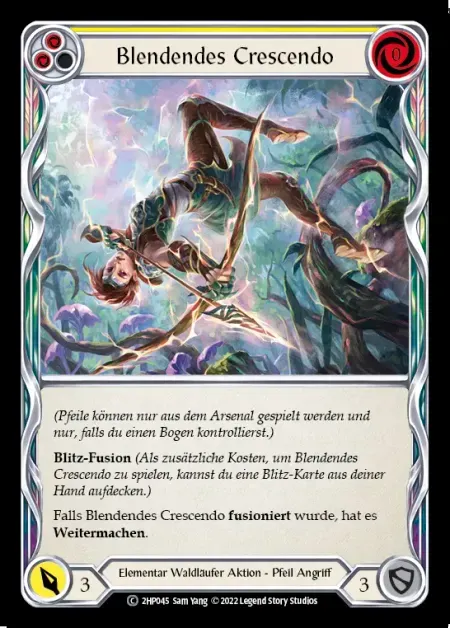 Blendendes Crescendo
0
(Pfeile können nur aus dem Arsenal gespielt werden und
nur, falls du einen Bogen kontrollierst.)
Blitz-Fusion (Als zusätzliche Kosten, um Blendendes
Crescendo zu spielen, kannst du eine Blitz-Karte aus deiner
Hand aufdecken.)
Falls Blendendes Crescendo fusioniert wurde, hat es
Weitermachen.
3
Elementar Waldläufer Aktion - Pfeil Angriff
3
C 2HP045 Sam Yang ©2022 Legend Story Studios